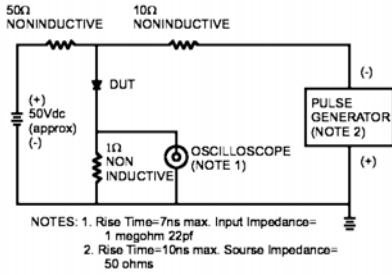 50Ω
NONINDUCTIVE
10Ω
NONINDUCTIVE
(+)
50Vdc
(approx)
(-)
DUT
1Ω
NON
INDUCTIVE
OSCILLOSCOPE
(NOTE 1)
(-)
PULSE
GENERATOR
(NOTE 2)
(+)
NOTES: 1. Rise Time=7ns max. Input Impedance=
1 megohm 22pf
2. Rise Time=10ns max. Sourse Impedance=
50 ohms